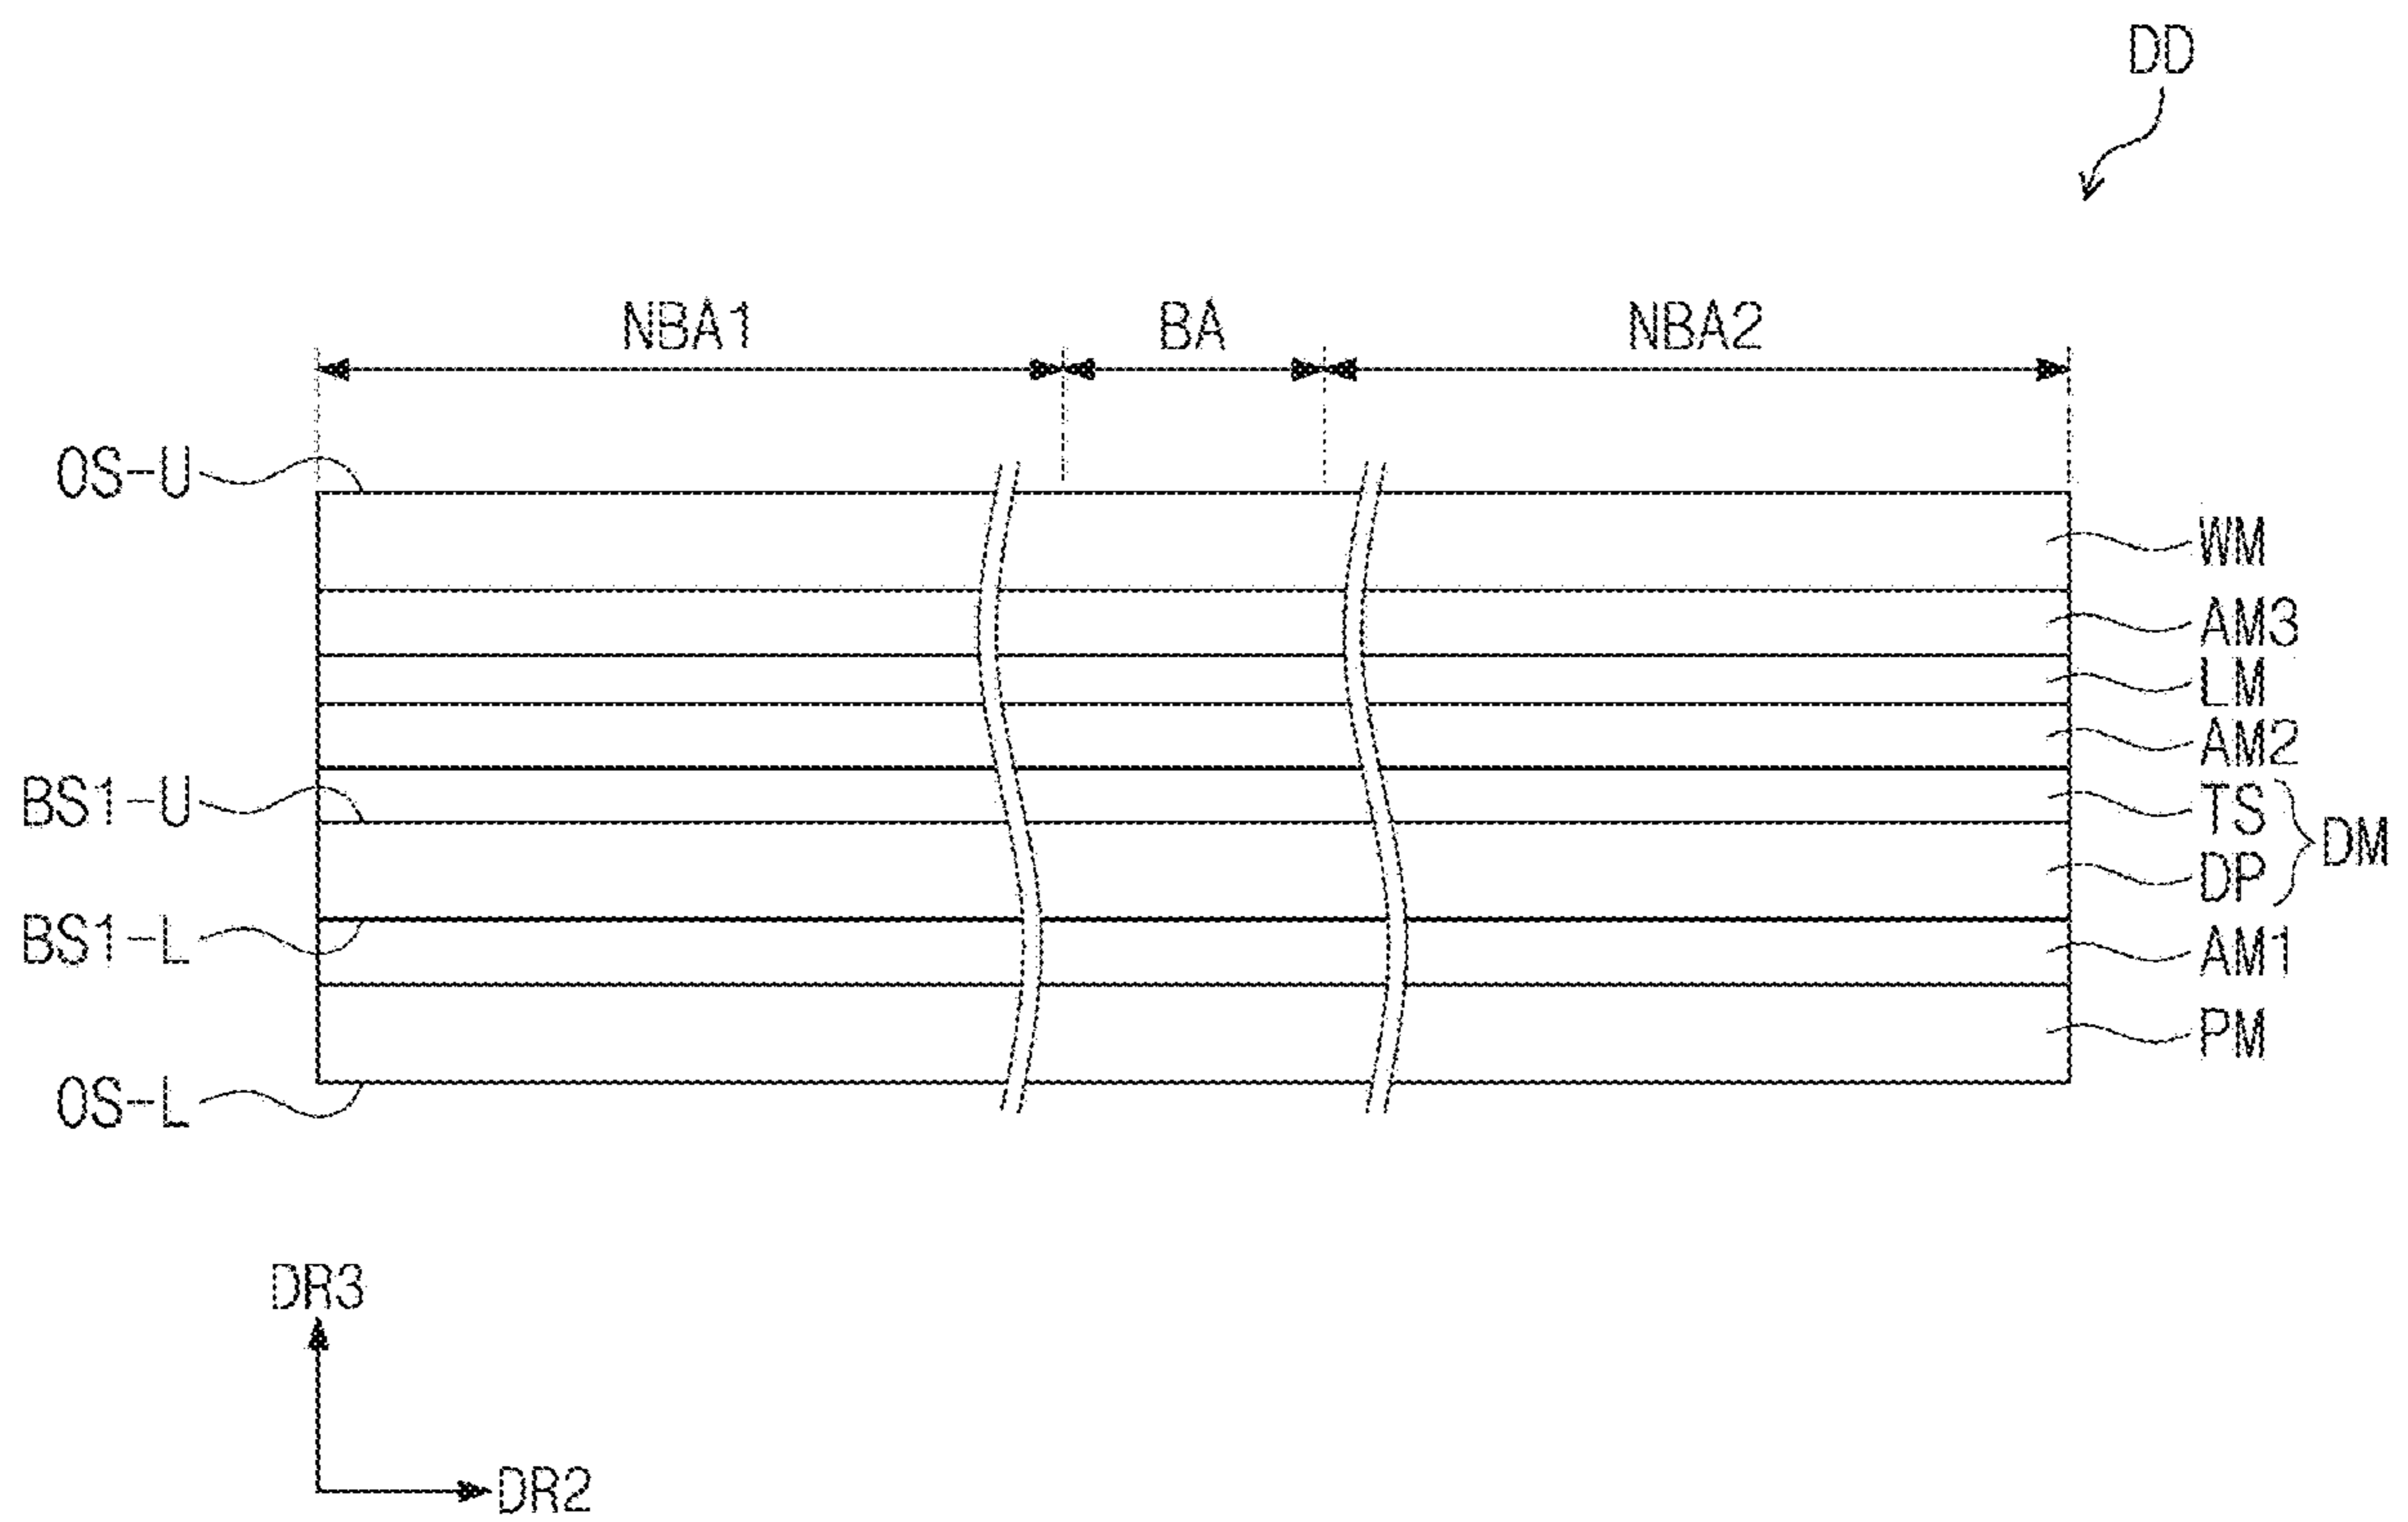 DD
NBA1 BA NBA2
OS-U
WM
AM3
LM
AM2
BS1-U
TS
DM
DP
BS1-L
AM1
PM
OS-L
DR3
DR2